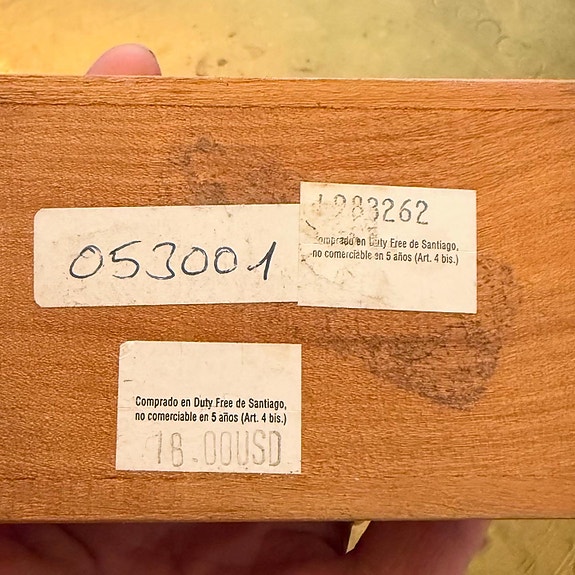 053001
1983262
Comprado en Duty Free de Santiago,
no comerciable en 5 años (Art. 4 bis.)
Comprado en Duty Free de Santiago,
no comerciable en 5 años (Art. 4 bis.)
18.00USD